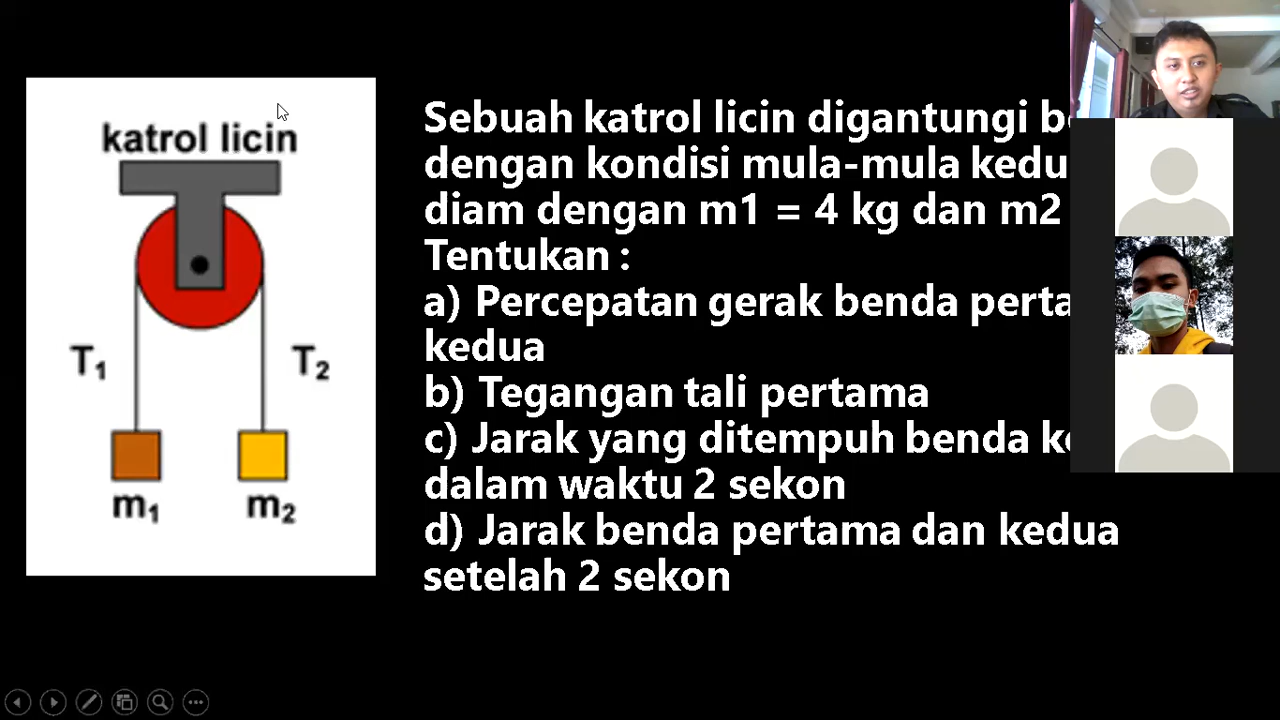 katrol licin
T₁
T₂
m₁
m₂
Sebuah katrol licin digantungi
dengan kondisi mula-mula
diam dengan m1 = 4 kg dan m2
Tentukan :
a) Percepatan gerak benda
kedua
b) Tegangan tali pertama
c) Jarak yang ditempuh benda
dalam waktu 2 sekon
d) Jarak benda pertama dan kedua
setelah 2 sekon